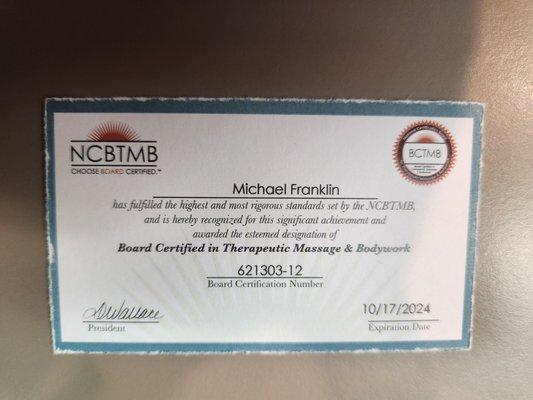 NCBTMB
CHOOSE BOARD CERTIFIED.™
BCTMB
Michael Franklin
has fulfilled the highest and most rigorous standards set by the NCBTMB,
and is hereby recognized for this significant achievement and
awarded the esteemed designation of
Board Certified in Therapeutic Massage & Bodywork
621303-12
Board Certification Number
DWallace
President
10/17/2024
Expiration Date